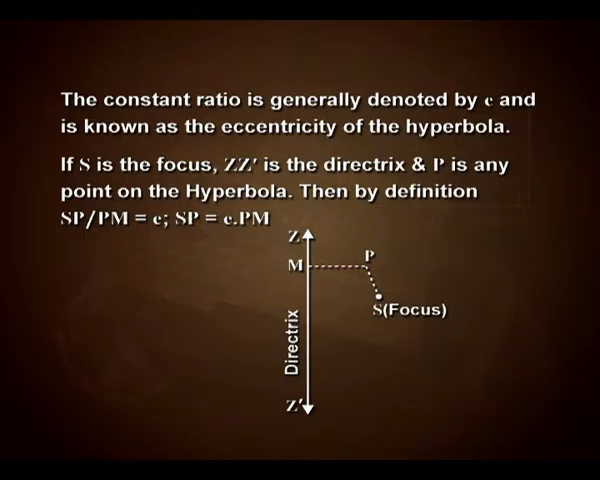 The constant ratio is generally denoted by e and
is known as the eccentricity of the hyperbola.
If S is the focus, ZZ′ is the directrix & P is any
point on the Hyperbola. Then by definition
SP/PM = e; SP = e.PM
Z
M
P
S(Focus)
Directrix
Z′